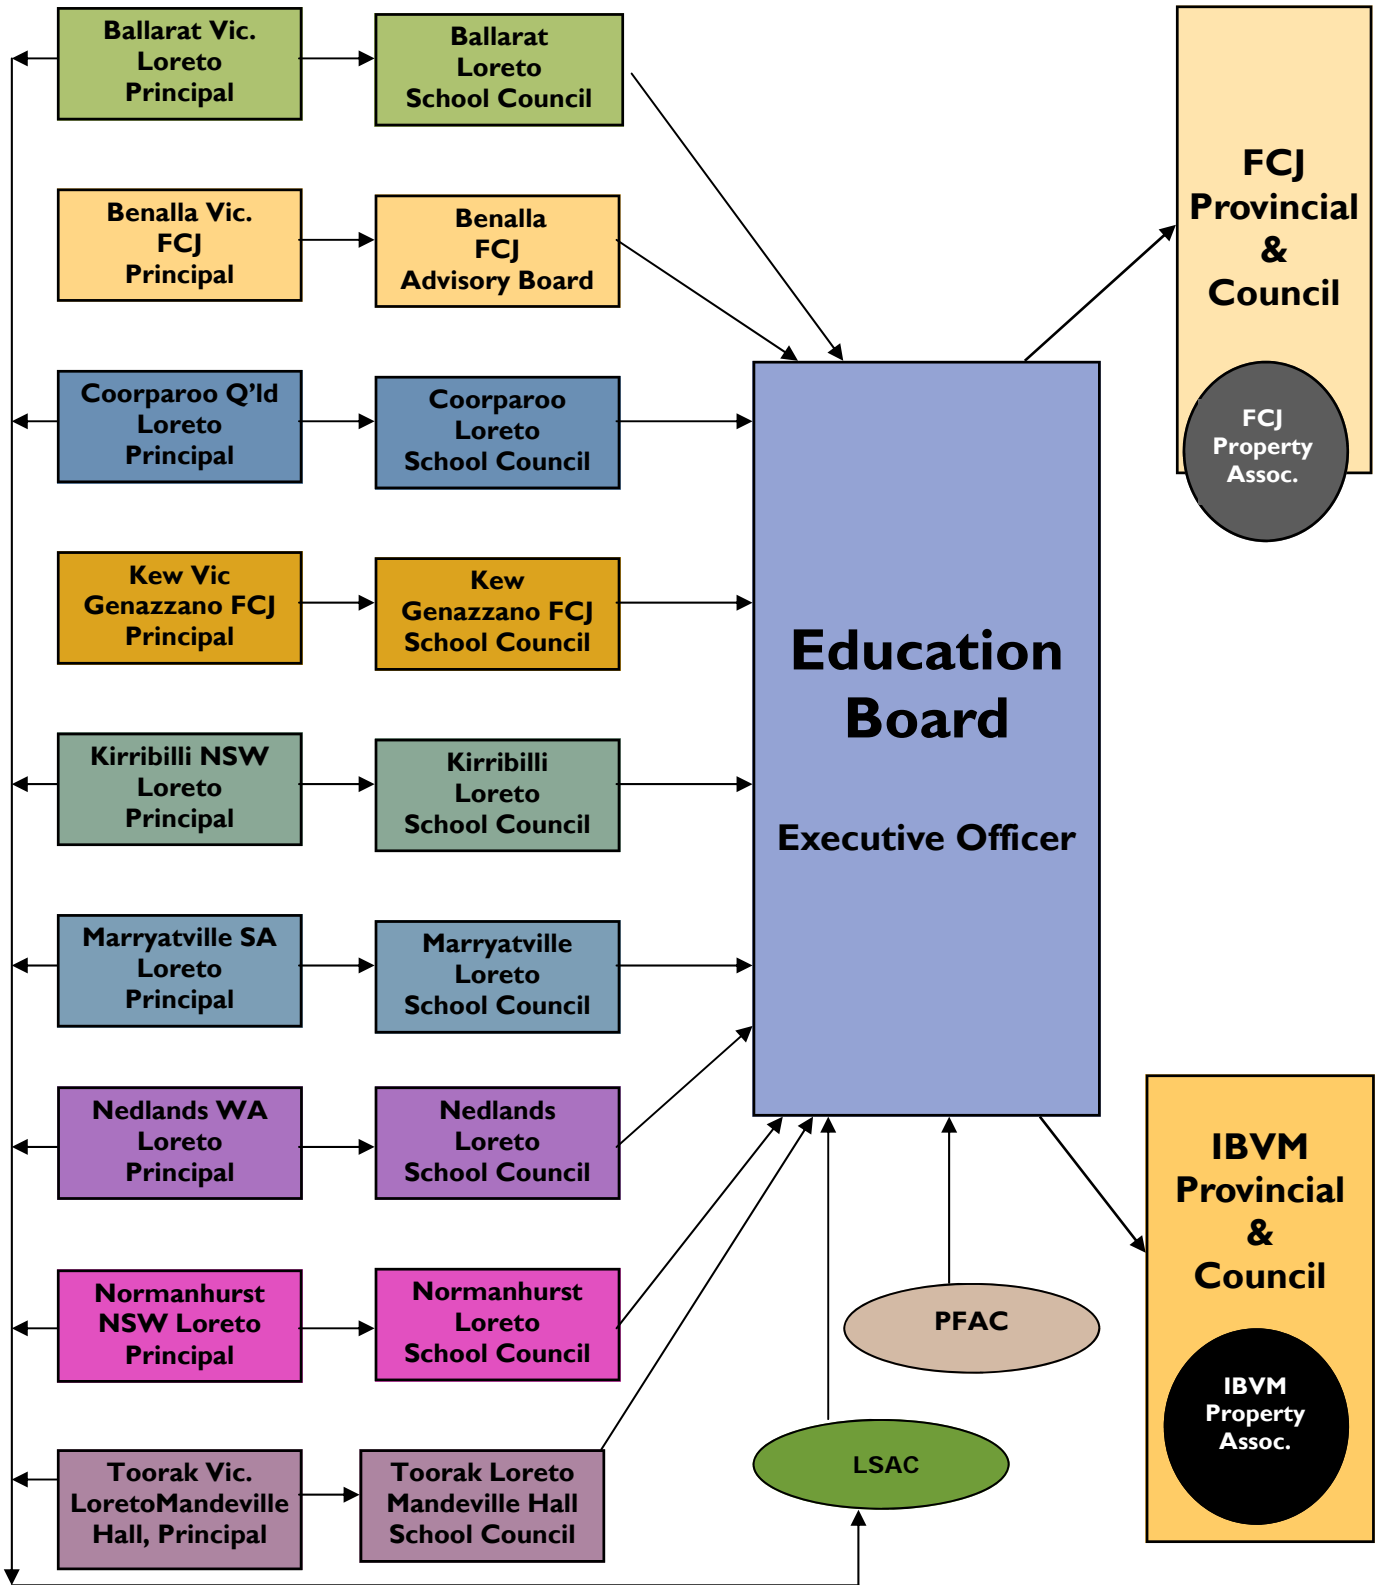 Ballarat Vic.
Loreto
Principal
Ballarat
Loreto
School Council
Benalla Vic.
FCJ
Principal
Benalla
FCJ
Advisory Board
Coorparoo Q’ld
Loreto
Principal
Coorparoo
Loreto
School Council
Kew Vic
Genazzano FCJ
Principal
Kew
Genazzano FCJ
School Council
Kirribilli NSW
Loreto
Principal
Kirribilli
Loreto
School Council
Marryatville SA
Loreto
Principal
Marryatville
Loreto
School Council
Nedlands WA
Loreto
Principal
Nedlands
Loreto
School Council
Normanhurst
NSW Loreto
Principal
Normanhurst
Loreto
School Council
Toorak Vic.
LoretoMandeville
Hall, Principal
Toorak Loreto
Mandeville Hall
School Council
Education
Board
Executive Officer
PFAC
LSAC
FCJ
Provincial
&
Council
FCJ
Property
Assoc.
IBVM
Provincial
&
Council
IBVM
Property
Assoc.